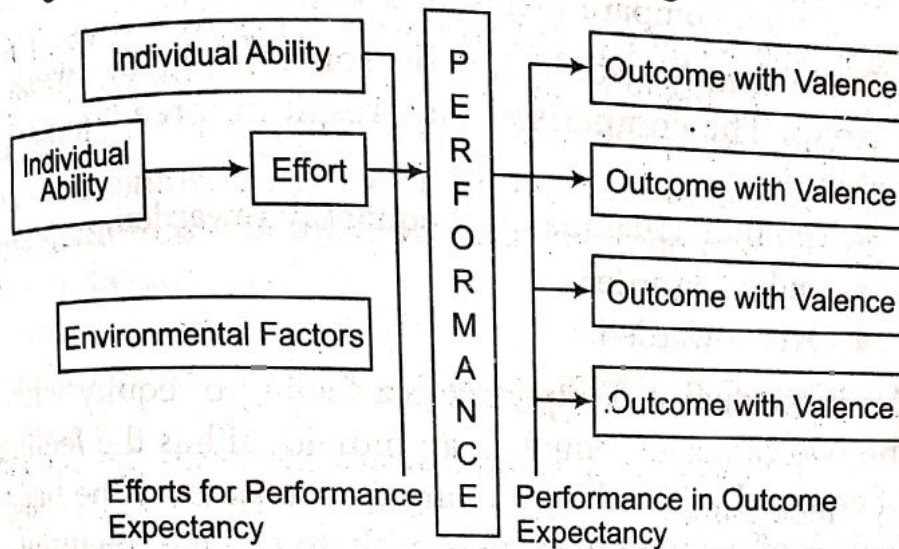 Individual Ability
Individual
Ability
Effort
Environmental Factors
Efforts for Performance
Expectancy
P
E
R
F
O
R
M
A
N
C
E
Outcome with Valence
Outcome with Valence
Outcome with Valence
Outcome with Valence
Performance in Outcome
Expectancy